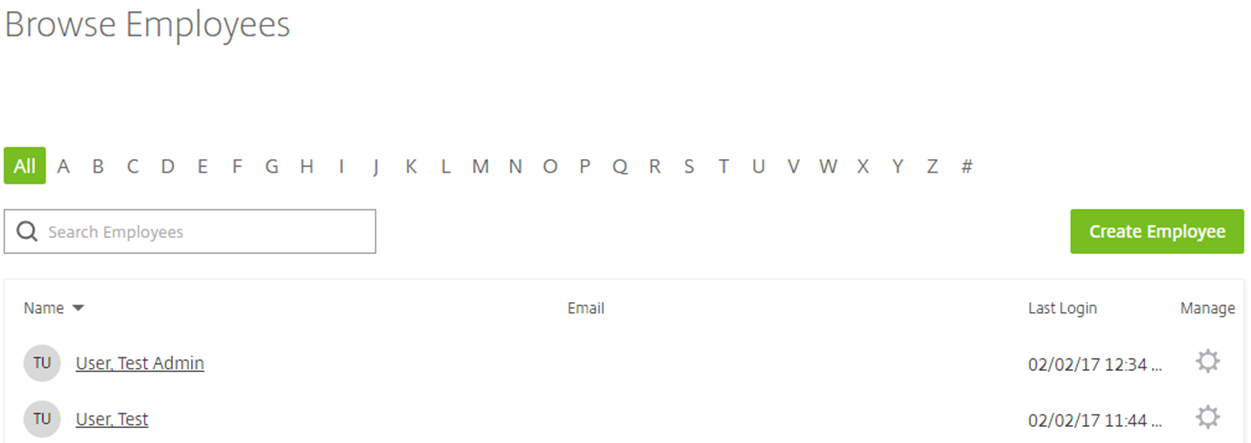 Browse Employees
All A B C D E F G H I J K L M N O P Q R S T U V W X Y Z #
Search Employees
Create Employee
Name Email Last Login Manage
TU User, Test Admin 02/02/17 12:34 ...
TU User, Test 02/02/17 11:44 ...